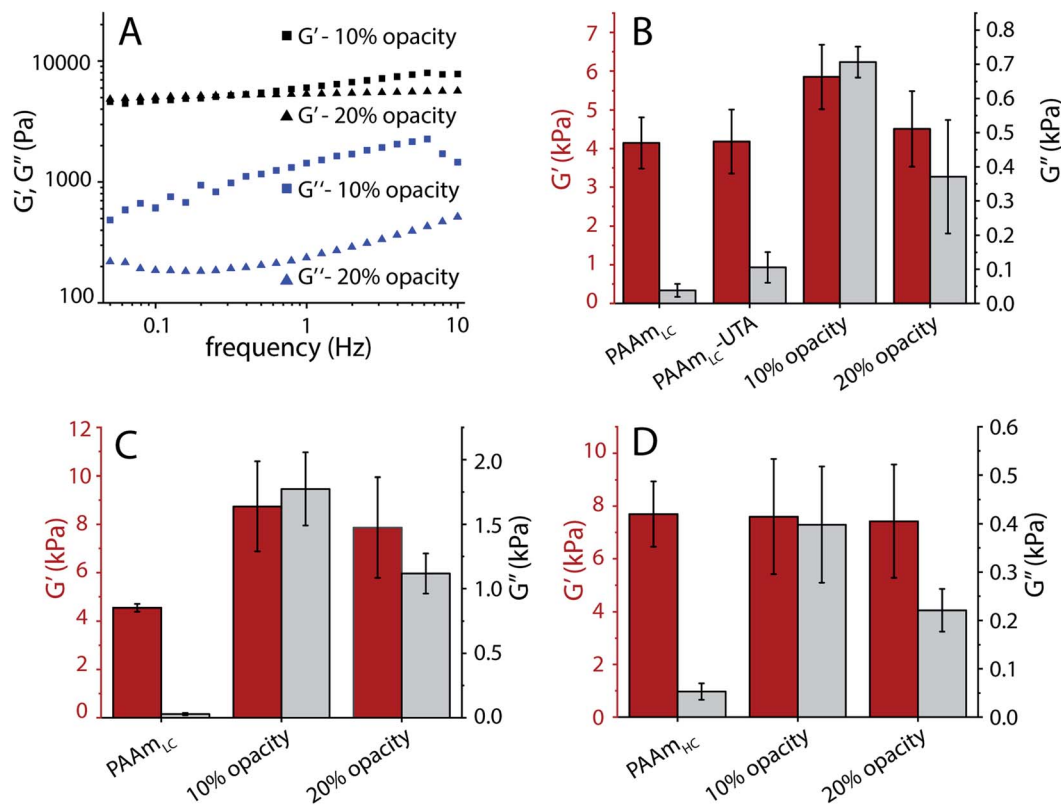 A
G′ - 10% opacity
G′ - 20% opacity
G″ - 10% opacity
G″ - 20% opacity
10000
1000
100
G′, G″ (Pa)
0.1 1 10
frequency (Hz)
B
7
6
5
4
3
2
1
0
G′ (kPa)
0.8
0.7
0.6
0.5
0.4
0.3
0.2
0.1
0.0
G″ (kPa)
PAAm_LC
PAAm_LC-UTA
10% opacity
20% opacity
C
12
10
8
6
4
2
0
G′ (kPa)
2.0
1.5
1.0
0.5
0.0
G″ (kPa)
PAAm_LC
10% opacity
20% opacity
D
10
8
6
4
2
0
G′ (kPa)
0.6
0.5
0.4
0.3
0.2
0.1
0.0
G″ (kPa)
PAAm_HC
10% opacity
20% opacity